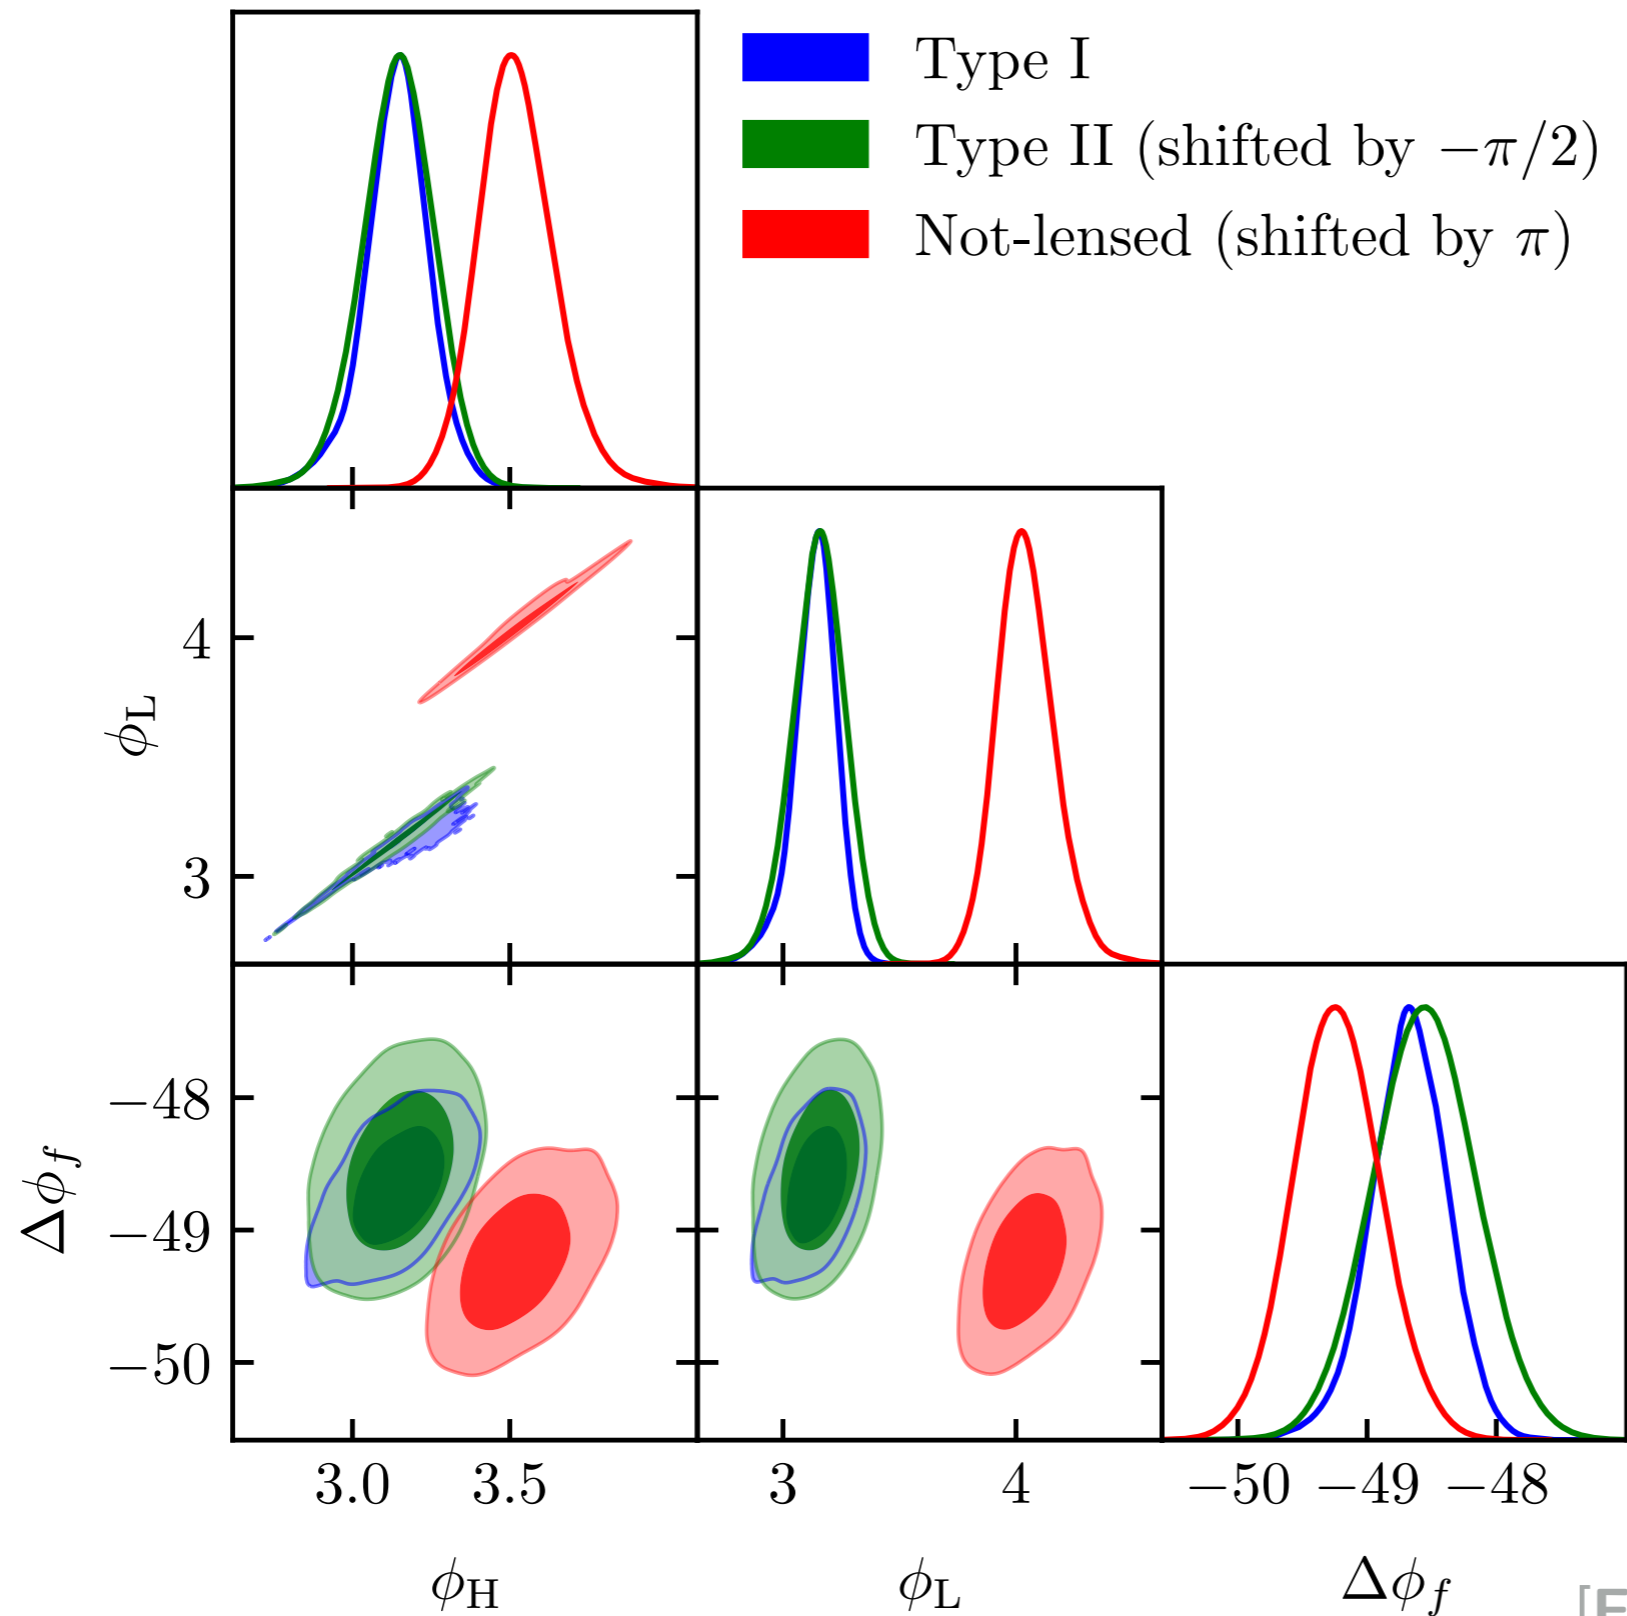 Type I
Type II (shifted by −π/2)
Not-lensed (shifted by π)
4
3
ϕL
−48
−49
−50
Δϕf
3.0 3.5 3 4 −50 −49 −48
ϕH ϕL Δϕf